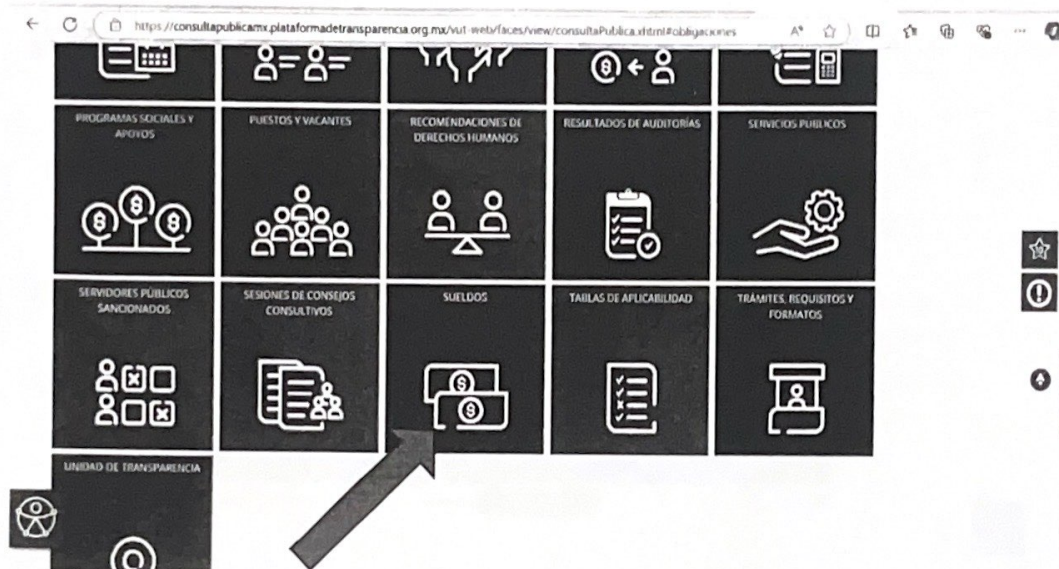 https://consultapublicamx.plataformadetransparencia.org.mx/vut-web/faces/view/consultaPublica.xhtml#obligaciones
PROGRAMAS SOCIALES Y
APOYOS
PUESTOS Y VACANTES
RECOMENDACIONES DE
DERECHOS HUMANOS
RESULTADOS DE AUDITORÍAS
SERVICIOS PÚBLICOS
SERVIDORES PÚBLICOS
SANCIONADOS
SESIONES DE CONSEJOS
CONSULTIVOS
SUELDOS
TABLAS DE APLICABILIDAD
TRÁMITES, REQUISITOS Y
FORMATOS
UNIDAD DE TRANSPARENCIA